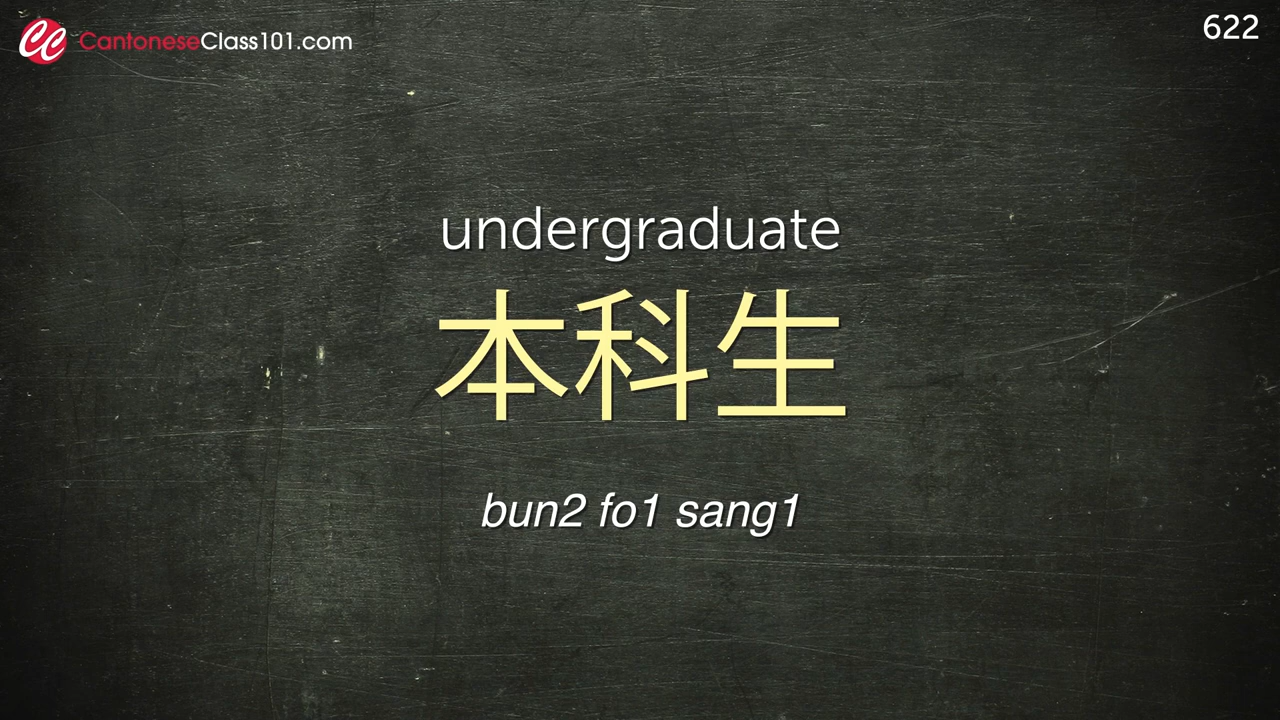 CantoneseClass101.com
622
undergraduate
本科生
bun2 fo1 sang1